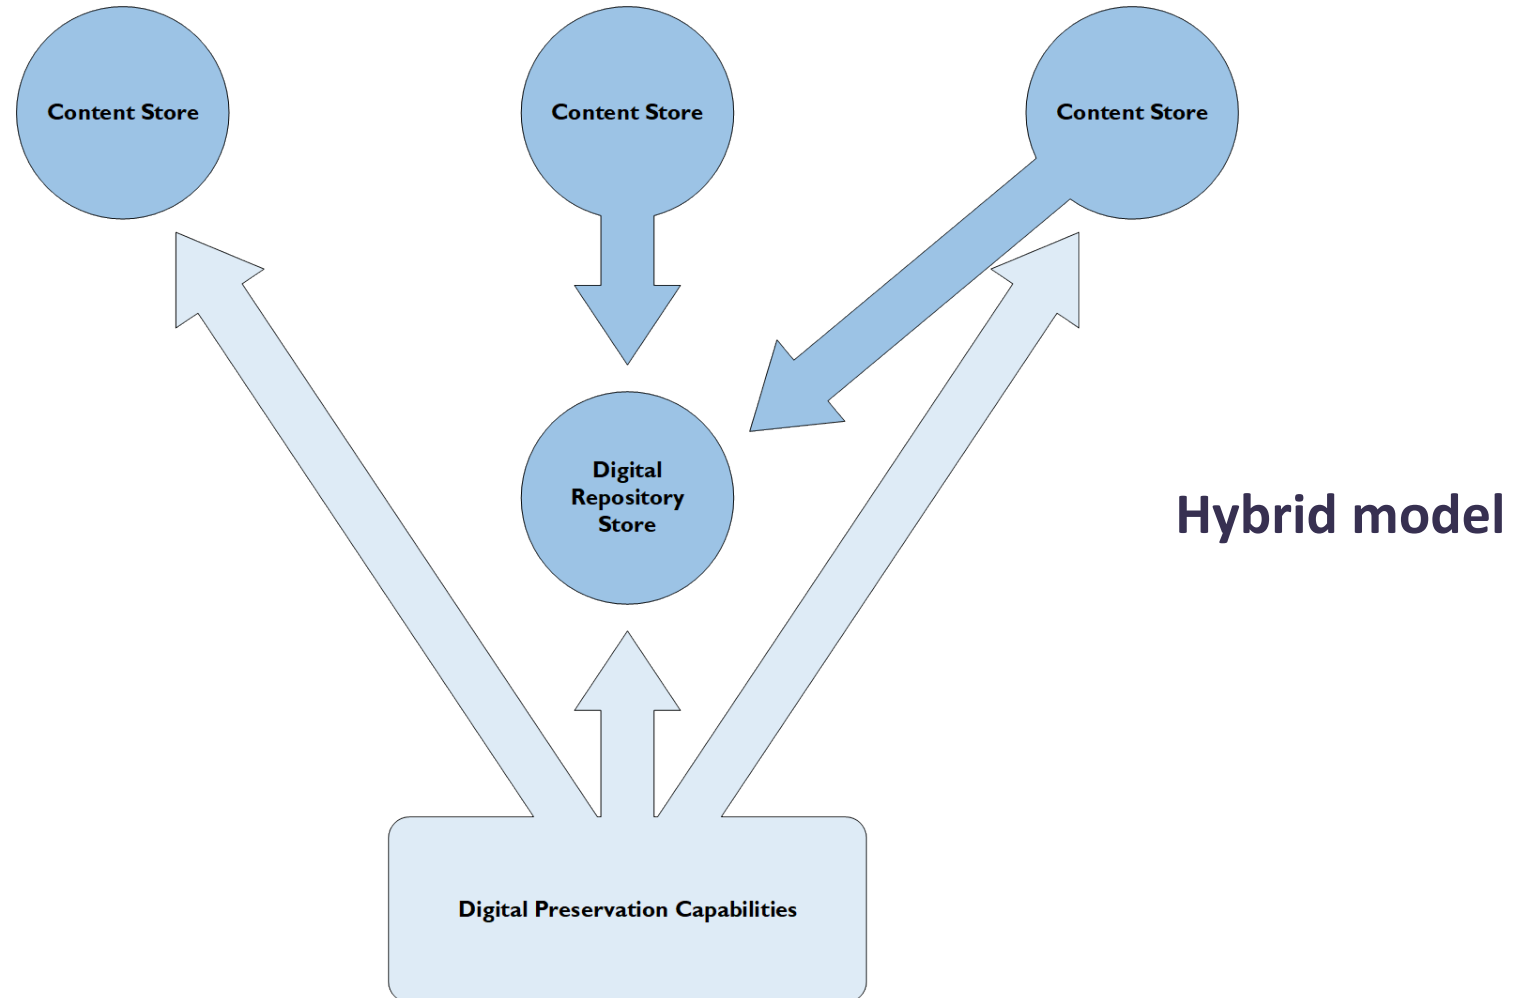 Content Store
Content Store
Content Store
Digital
Repository
Store
Hybrid model
Digital Preservation Capabilities